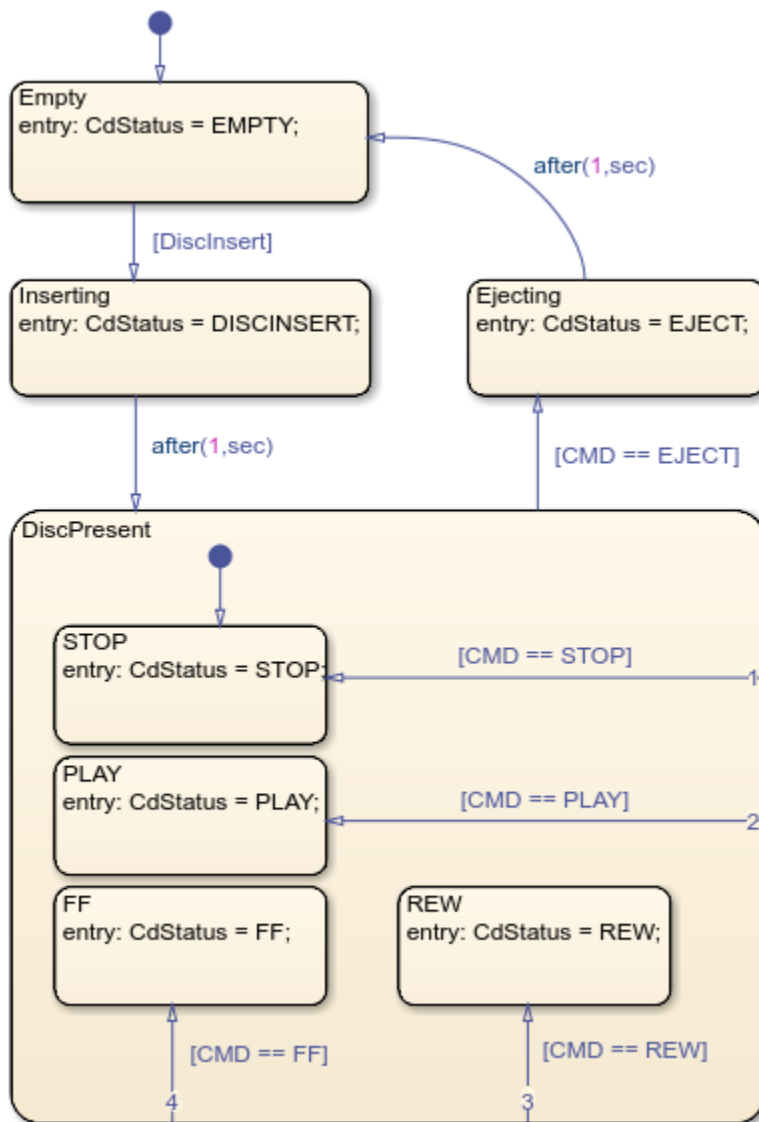 Empty
entry: CdStatus = EMPTY;
after(1,sec)
[DiscInsert]
Inserting
entry: CdStatus = DISCINSERT;
Ejecting
entry: CdStatus = EJECT;
after(1,sec)
[CMD == EJECT]
DiscPresent
STOP
entry: CdStatus = STOP;
[CMD == STOP]
1
PLAY
entry: CdStatus = PLAY;
[CMD == PLAY]
2
FF
entry: CdStatus = FF;
REW
entry: CdStatus = REW;
[CMD == FF]
[CMD == REW]
4
3